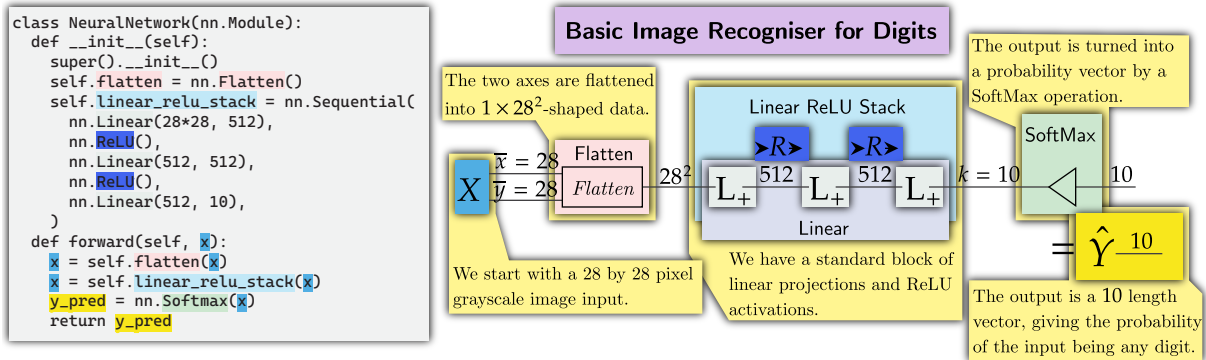 class NeuralNetwork(nn.Module):
def __init__(self):
super().__init__()
self.flatten = nn.Flatten()
self.linear_relu_stack = nn.Sequential(
nn.Linear(28*28, 512),
nn.ReLU(),
nn.Linear(512, 512),
nn.ReLU(),
nn.Linear(512, 10),
)
def forward(self, x):
x = self.flatten(x)
x = self.linear_relu_stack(x)
y_pred = nn.Softmax(x)
return y_pred
Basic Image Recogniser for Digits
The two axes are flattened
into 1 × 28²-shaped data.
X
x̅ = 28
y̅ = 28
Flatten
Flatten
28²
We start with a 28 by 28 pixel
grayscale image input.
Linear ReLU Stack
R
R
L₊
512
L₊
512
L₊
Linear
We have a standard block of
linear projections and ReLU
activations.
k = 10
The output is turned into
a probability vector by a
SoftMax operation.
SoftMax
10
= Ŷ 10
The output is a 10 length
vector, giving the probability
of the input being any digit.